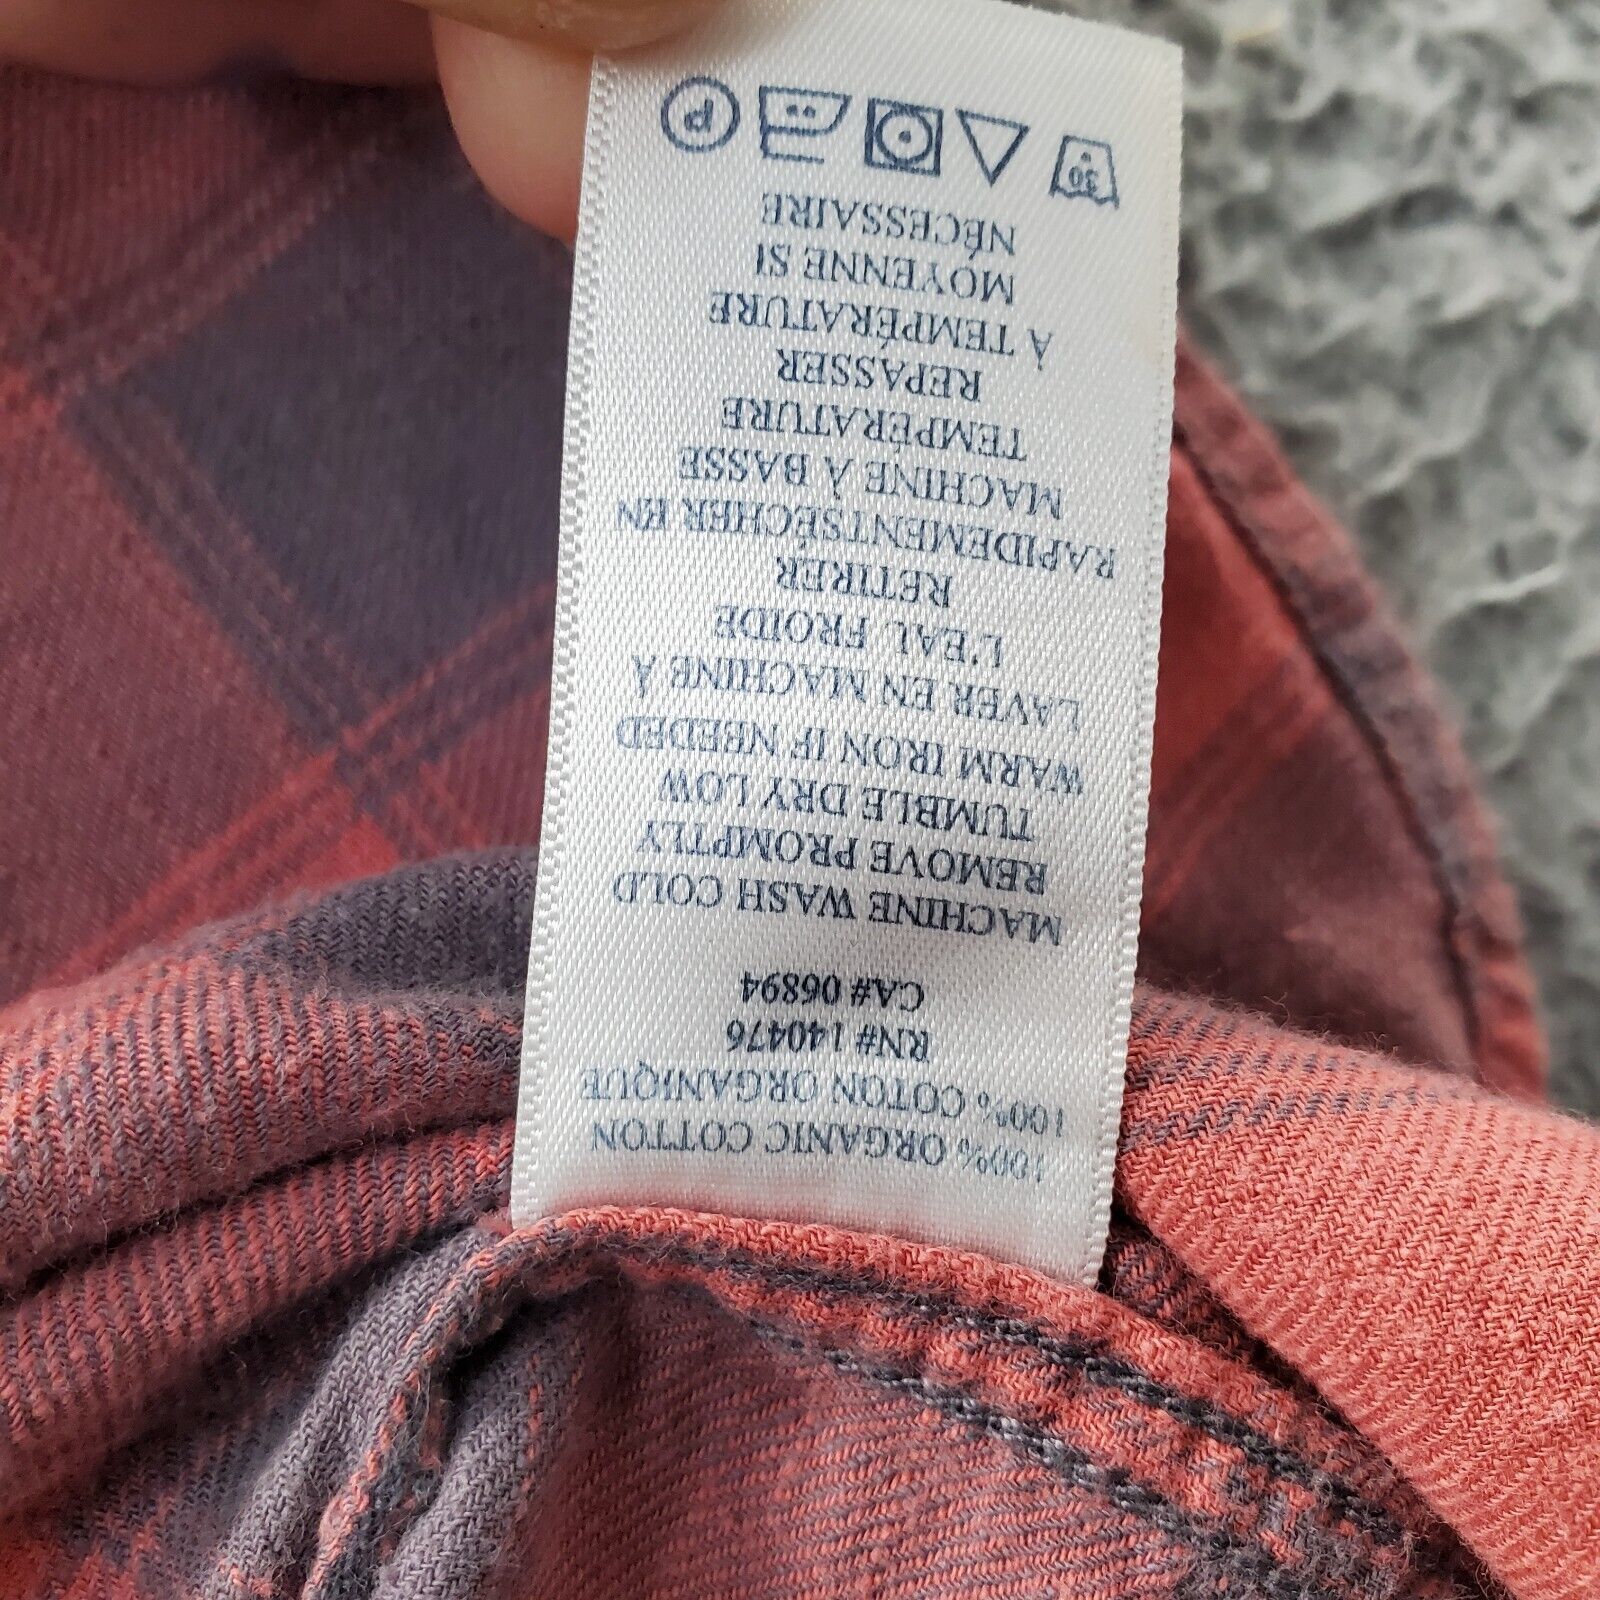 100% ORGANIC COTTON
100% COTON ORGANIQUE
RN# 140476
CA# 06894
MACHINE WASH COLD
REMOVE PROMPTLY
TUMBLE DRY LOW
WARM IRON IF NEEDED
LAVER EN MACHINE À
L'EAU FROIDE
RETIRER
RAPIDEMENTSÉCHER EN
MACHINE À BASSE
TEMPÉRATURE
REPASSER
À TEMPÉRATURE
MOYENNE SI
NÉCESSAIRE
30
P